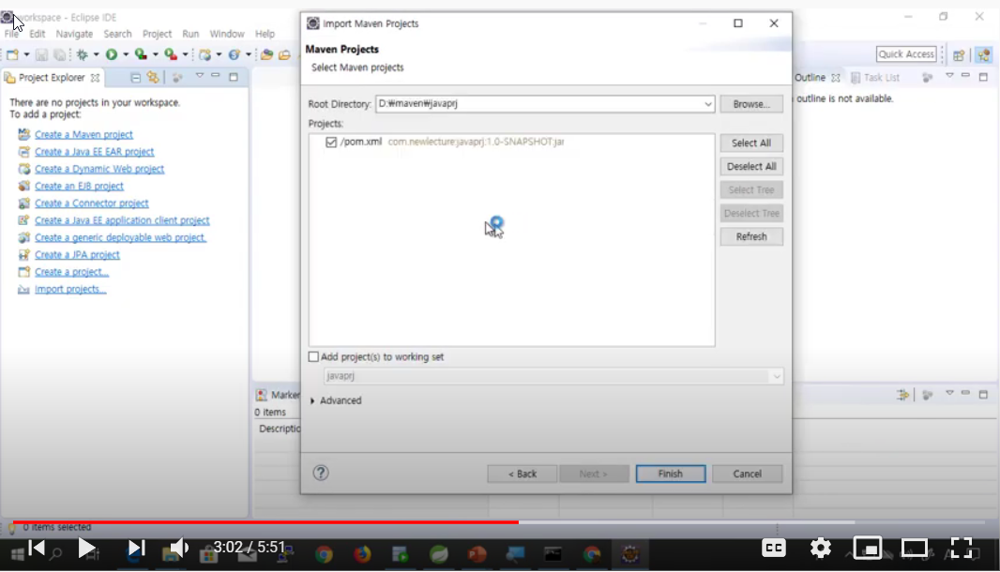 workspace - Eclipse IDE
File Edit Navigate Search Project Run Window Help
Quick Access
Project Explorer
There are no projects in your workspace.
To add a project:
Create a Maven project
Create a Java EE EAR project
Create a Dynamic Web project
Create an EJB project
Create a Connector project
Create a Java EE application client project
Create a generic deployable web project.
Create a JPA project
Create a project...
Import projects...
Import Maven Projects
Maven Projects
Select Maven projects
Root Directory: D:₩maven₩javaprj Browse...
Projects:
/pom.xml com.newlecture:javaprj:1.0-SNAPSHOT:jar
Select All
Deselect All
Select Tree
Deselect Tree
Refresh
Add project(s) to working set
javaprj
Advanced
< Back Next > Finish Cancel
Outline Task List
outline is not available.
Marker
0 items
Descriptio
0 items selected
3:02 / 5:51
CC